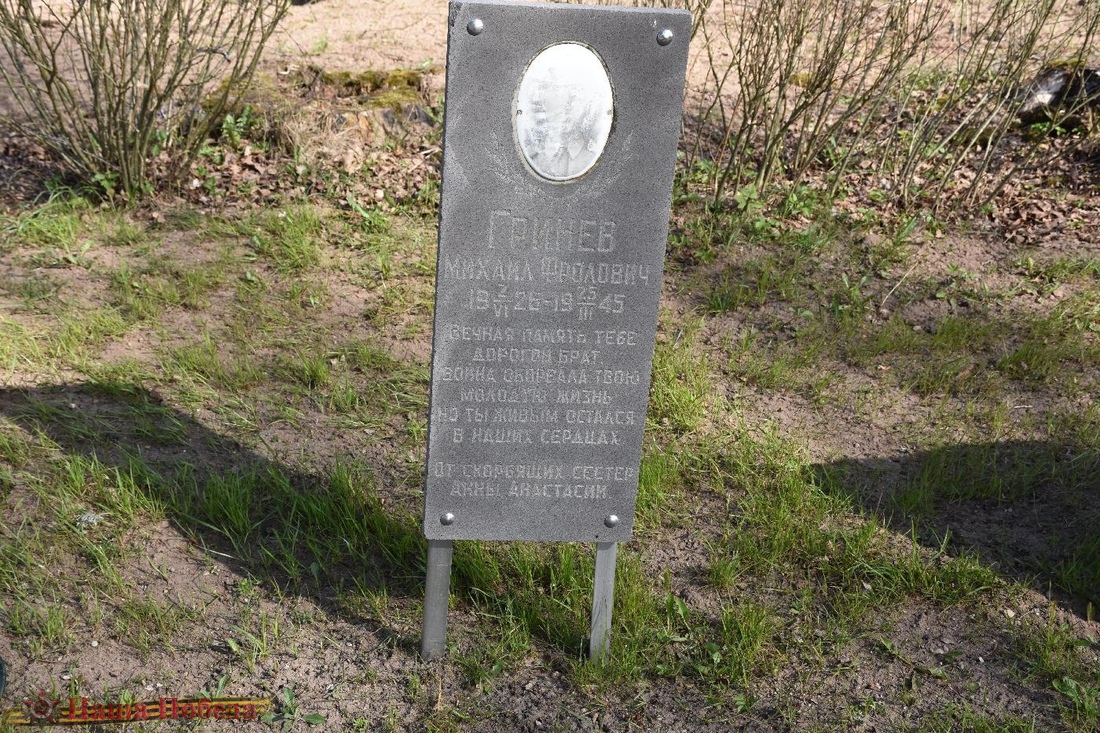 ГРИНЕВ
МИХАИЛ ФРОЛОВИЧ
19 2/VI 26-19 25/III 45
ВЕЧНАЯ ПАМЯТЬ ТЕБЕ
ДОРОГОЙ БРАТ.
ВОЙНА ОБОРВАЛА ТВОЮ
МОЛОДУЮ ЖИЗНЬ
НО ТЫ ЖИВЫМ ОСТАЛСЯ
В НАШИХ СЕРДЦАХ.
ОТ СКОРБЯЩИХ СЕСТЕР
АННЫ, АНАСТАСИИ.
Наша Победа